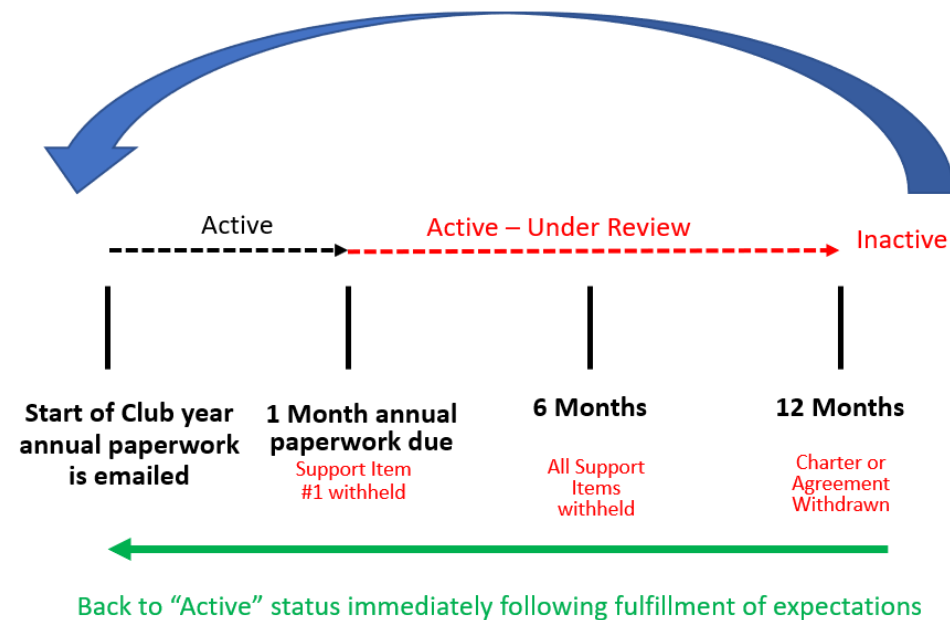 Active
Active – Under Review
Inactive
Start of Club year
annual paperwork
is emailed
1 Month annual
paperwork due
Support Item
#1 withheld
6 Months
All Support
Items
withheld
12 Months
Charter or
Agreement
Withdrawn
Back to “Active” status immediately following fulfillment of expectations